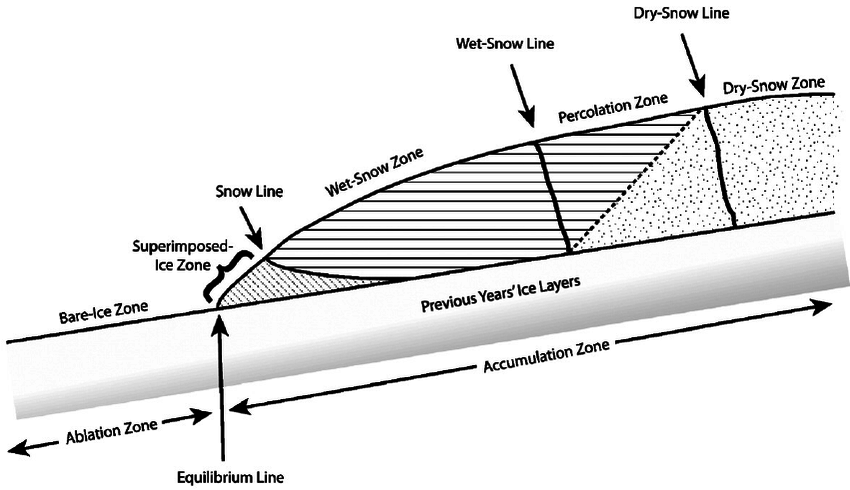 Dry-Snow Line
Wet-Snow Line
Dry-Snow Zone
Percolation Zone
Wet-Snow Zone
Snow Line
Superimposed-
Ice Zone
Bare-Ice Zone
Previous Years' Ice Layers
Accumulation Zone
Ablation Zone
Equilibrium Line